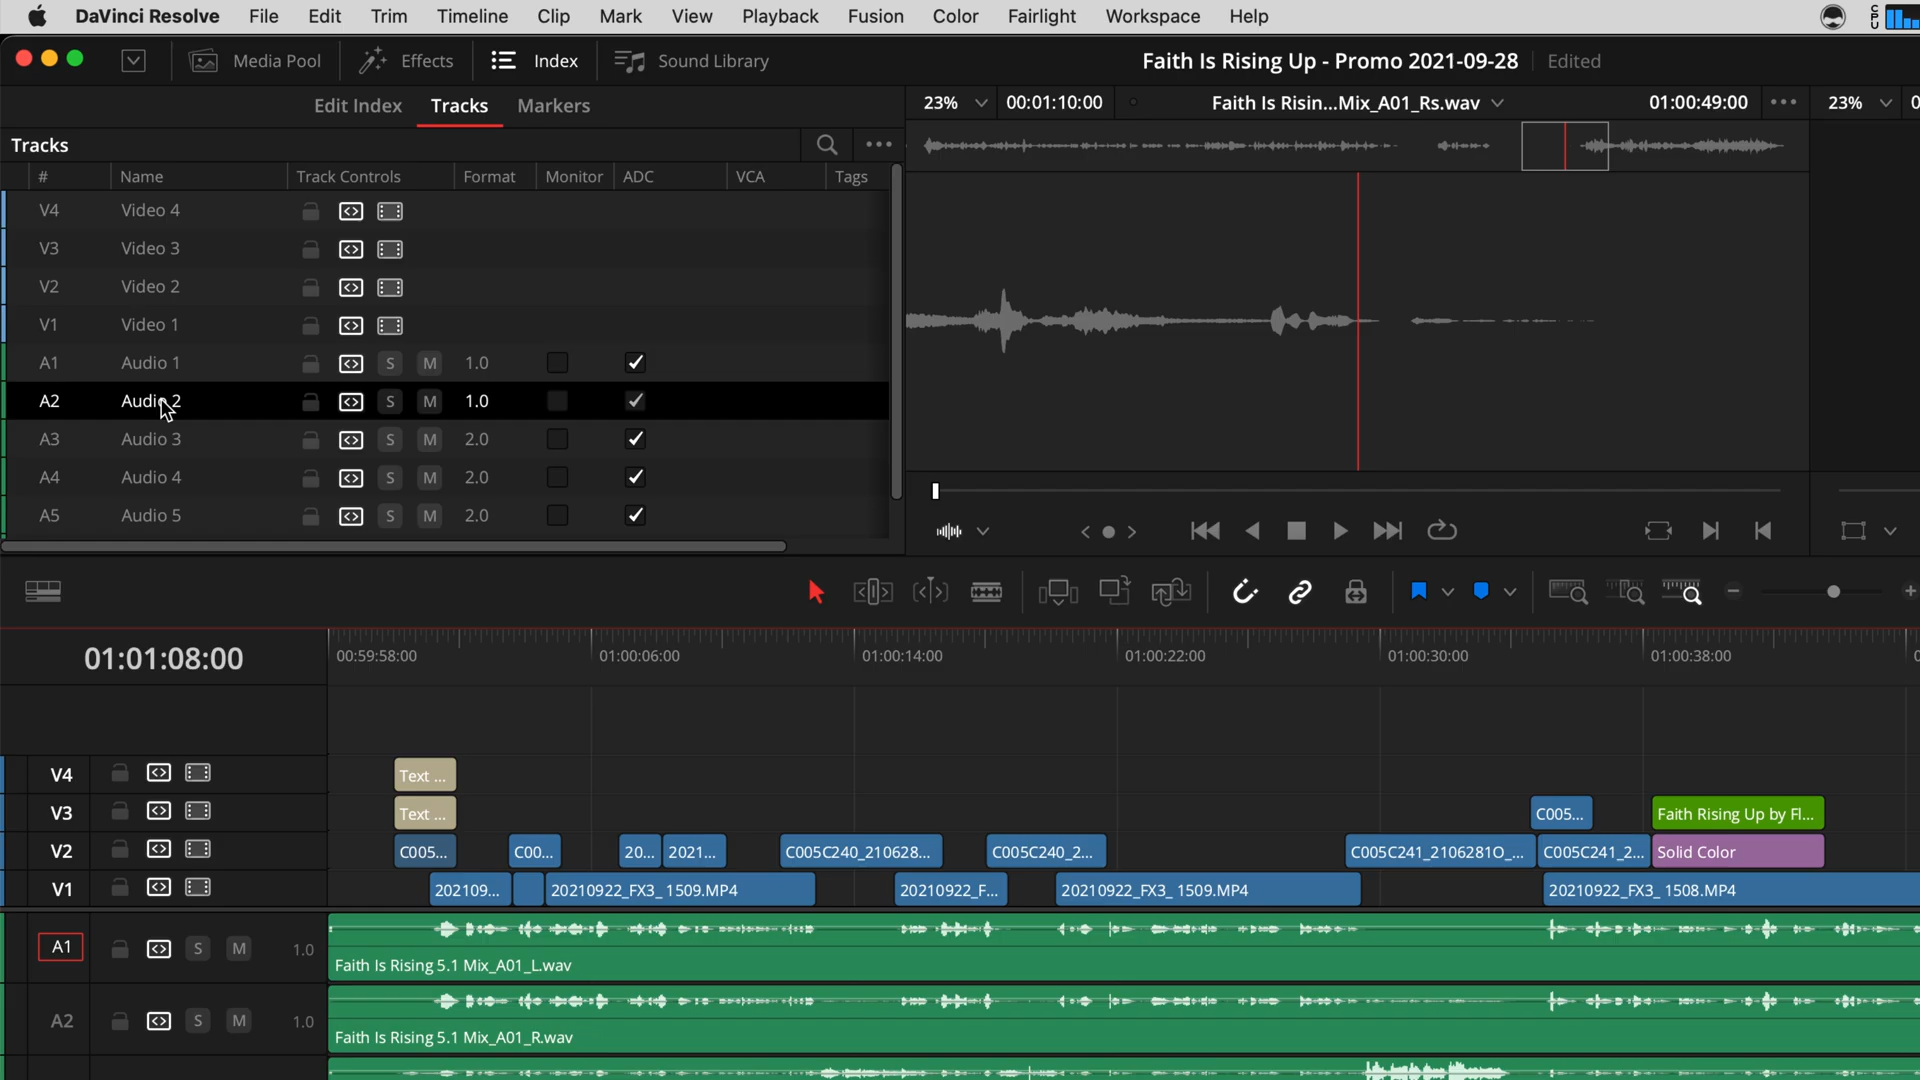 DaVinci Resolve File Edit Trim Timeline Clip Mark View Playback Fusion Color Fairlight Workspace Help CPU
Media Pool Effects Index Sound Library Faith Is Rising Up - Promo 2021-09-28 Edited
Edit Index Tracks Markers 23% 00:01:10:00 Faith Is Risin...Mix_A01_Rs.wav 01:00:49:00 23%
Tracks
# Name Track Controls Format Monitor ADC VCA Tags
V4 Video 4
V3 Video 3
V2 Video 2
V1 Video 1
A1 Audio 1 S M 1.0
A2 Audio 2 S M 1.0
A3 Audio 3 S M 2.0
A4 Audio 4 S M 2.0
A5 Audio 5 S M 2.0
01:01:08:00 00:59:58:00 01:00:06:00 01:00:14:00 01:00:22:00 01:00:30:00 01:00:38:00
V4 Text ...
V3 Text ... C005... Faith Rising Up by Fl...
V2 C005... C00... 20... 2021... C005C240_210628... C005C240_2... C005C241_2106281O_... C005C241_2... Solid Color
V1 202109... 20210922_FX3_ 1509.MP4 20210922_F... 20210922_FX3_ 1509.MP4 20210922_FX3_ 1508.MP4
A1 S M 1.0
Faith Is Rising 5.1 Mix_A01_L.wav
A2 S M 1.0
Faith Is Rising 5.1 Mix_A01_R.wav